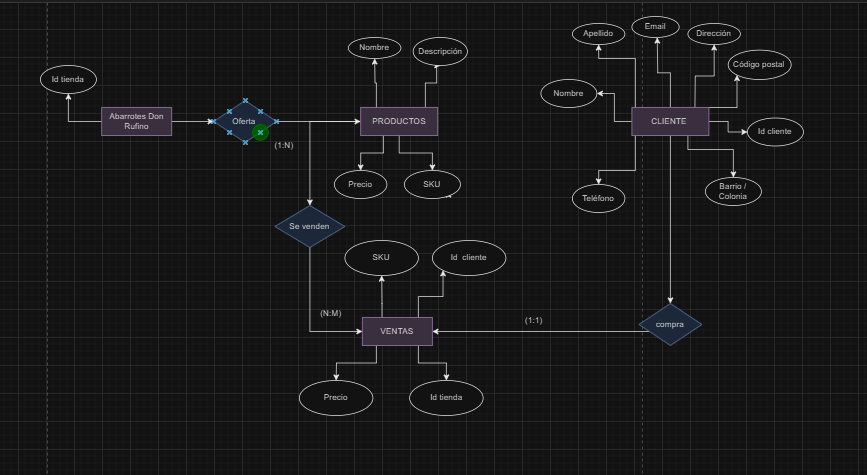 Apellido
Email
Dirección
Nombre
Descripción
Código postal
Id tienda
Nombre
Abarrotes Don
Rufino
Oferta
PRODUCTOS
CLIENTE
Id cliente
(1:N)
Precio
SKU
Teléfono
Barrio /
Colonia
Se venden
SKU
Id cliente
(N:M)
(1:1)
compra
VENTAS
Precio
Id tienda